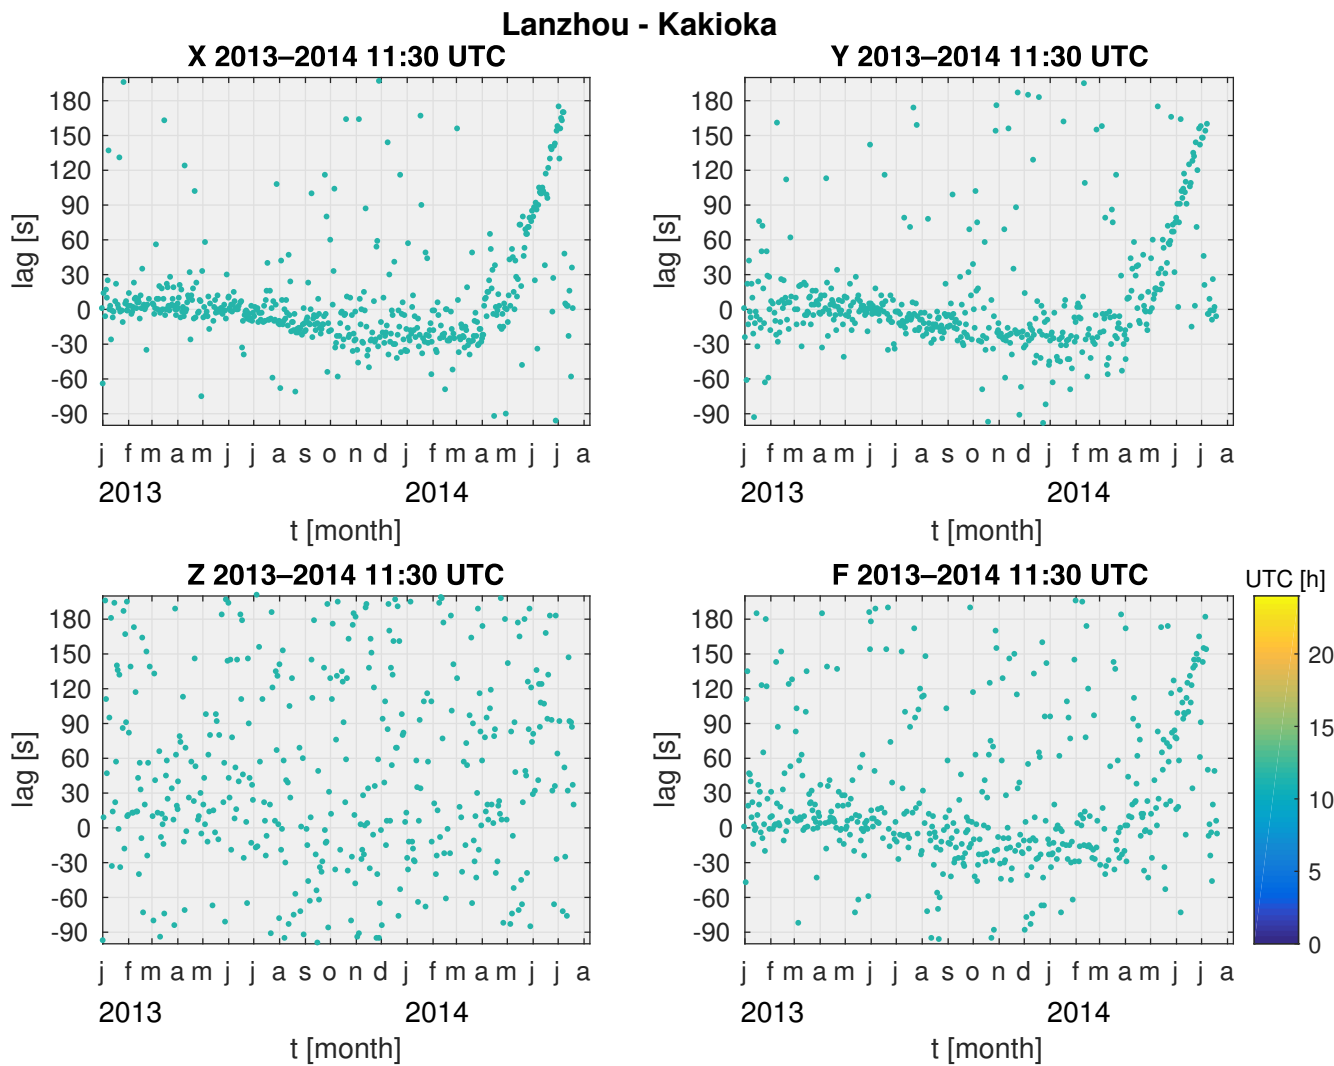 Lanzhou - Kakioka
X 2013–2014 11:30 UTC
180
150
120
90
60
30
0
-30
-60
-90
lag [s]
j f m a m j j a s o n d j f m a m j j a
2013 2014
t [month]
Y 2013–2014 11:30 UTC
180
150
120
90
60
30
0
-30
-60
-90
lag [s]
j f m a m j j a s o n d j f m a m j j a
2013 2014
t [month]
Z 2013–2014 11:30 UTC
180
150
120
90
60
30
0
-30
-60
-90
lag [s]
j f m a m j j a s o n d j f m a m j j a
2013 2014
t [month]
F 2013–2014 11:30 UTC
180
150
120
90
60
30
0
-30
-60
-90
lag [s]
j f m a m j j a s o n d j f m a m j j a
2013 2014
t [month]
UTC [h]
20
15
10
5
0